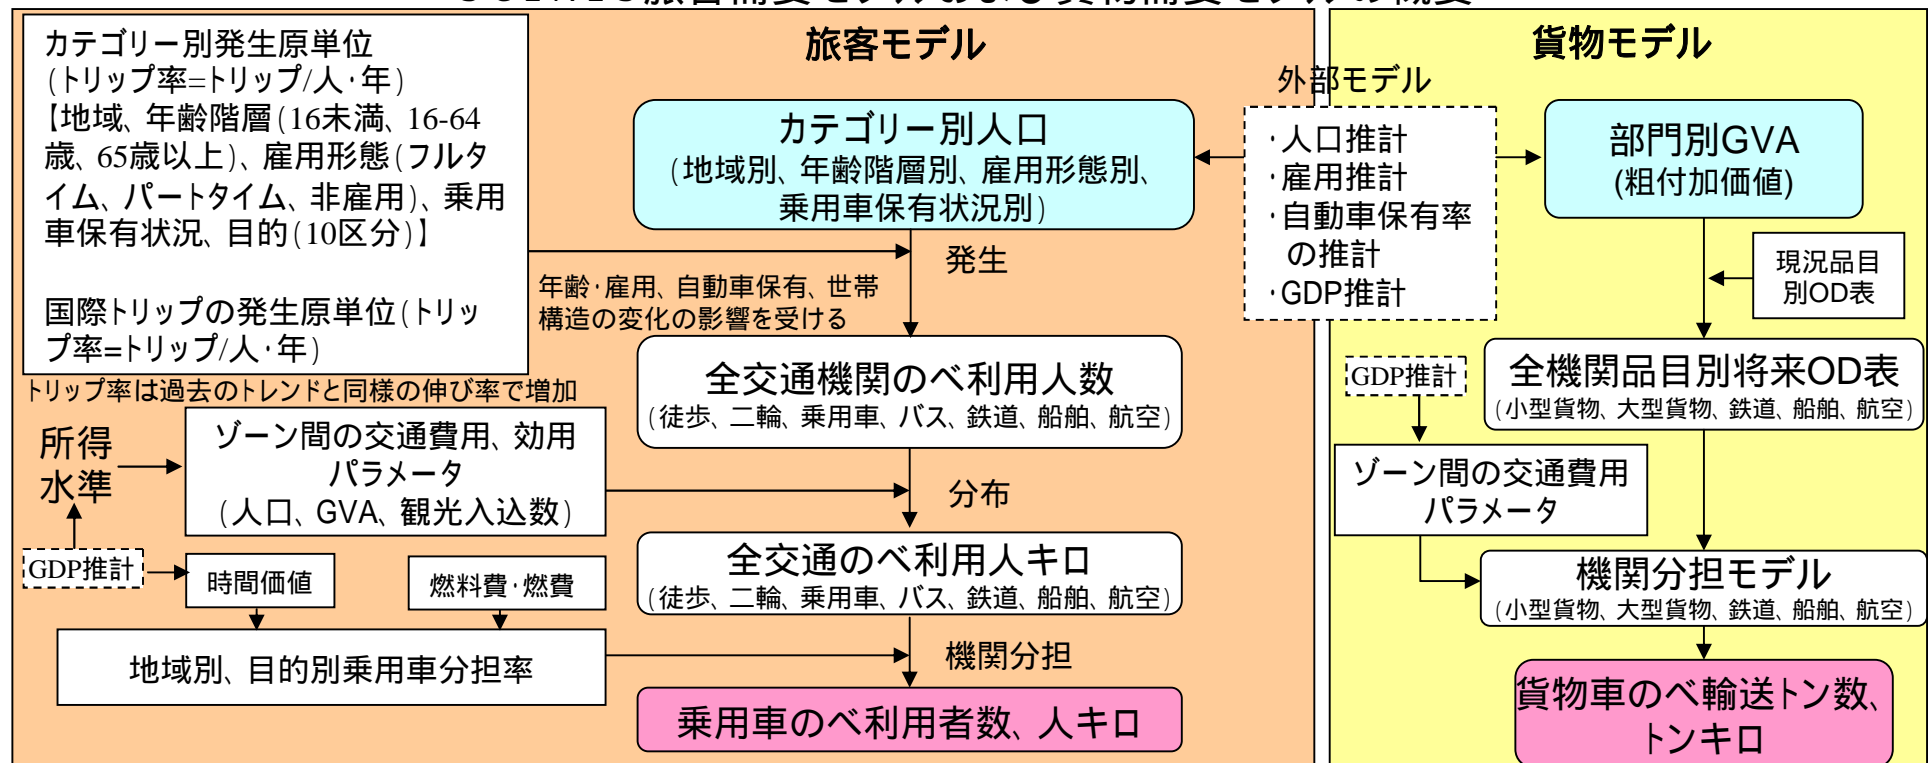 旅客モデル
カテゴリー別発生原単位
(トリップ率=トリップ/人・年)
【地域、年齢階層(16未満、16-64
歳、65歳以上)、雇用形態(フルタ
イム、パートタイム、非雇用)、乗用
車保有状況、目的(10区分)】
国際トリップの発生原単位(トリッ
プ率=トリップ/人・年)
トリップ率は過去のトレンドと同様の伸び率で増加
カテゴリー別人口
(地域別、年齢階層別、雇用形態別、
乗用車保有状況別)
発生
年齢・雇用、自動車保有、世帯
構造の変化の影響を受ける
全交通機関のべ利用人数
(徒歩、二輪、乗用車、バス、鉄道、船舶、航空)
所得
水準
ゾーン間の交通費用、効用
パラメータ
(人口、GVA、観光入込数)
分布
GDP推計
時間価値
燃料費・燃費
全交通のべ利用人キロ
(徒歩、二輪、乗用車、バス、鉄道、船舶、航空)
地域別、目的別乗用車分担率
機関分担
乗用車のべ利用者数、人キロ
外部モデル
・人口推計
・雇用推計
・自動車保有率
の推計
・GDP推計
貨物モデル
部門別GVA
(粗付加価値)
現況品目
別OD表
GDP推計
全機関品目別将来OD表
(小型貨物、大型貨物、鉄道、船舶、航空)
ゾーン間の交通費用
パラメータ
機関分担モデル
(小型貨物、大型貨物、鉄道、船舶、航空)
貨物車のべ輸送トン数、
トンキロ